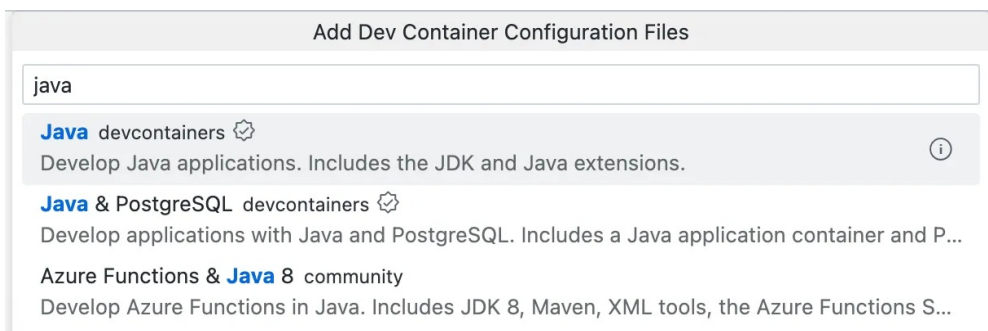 Add Dev Container Configuration Files
java
Java devcontainers
Develop Java applications. Includes the JDK and Java extensions.
Java & PostgreSQL devcontainers
Develop applications with Java and PostgreSQL. Includes a Java application container and P...
Azure Functions & Java 8 community
Develop Azure Functions in Java. Includes JDK 8, Maven, XML tools, the Azure Functions S...